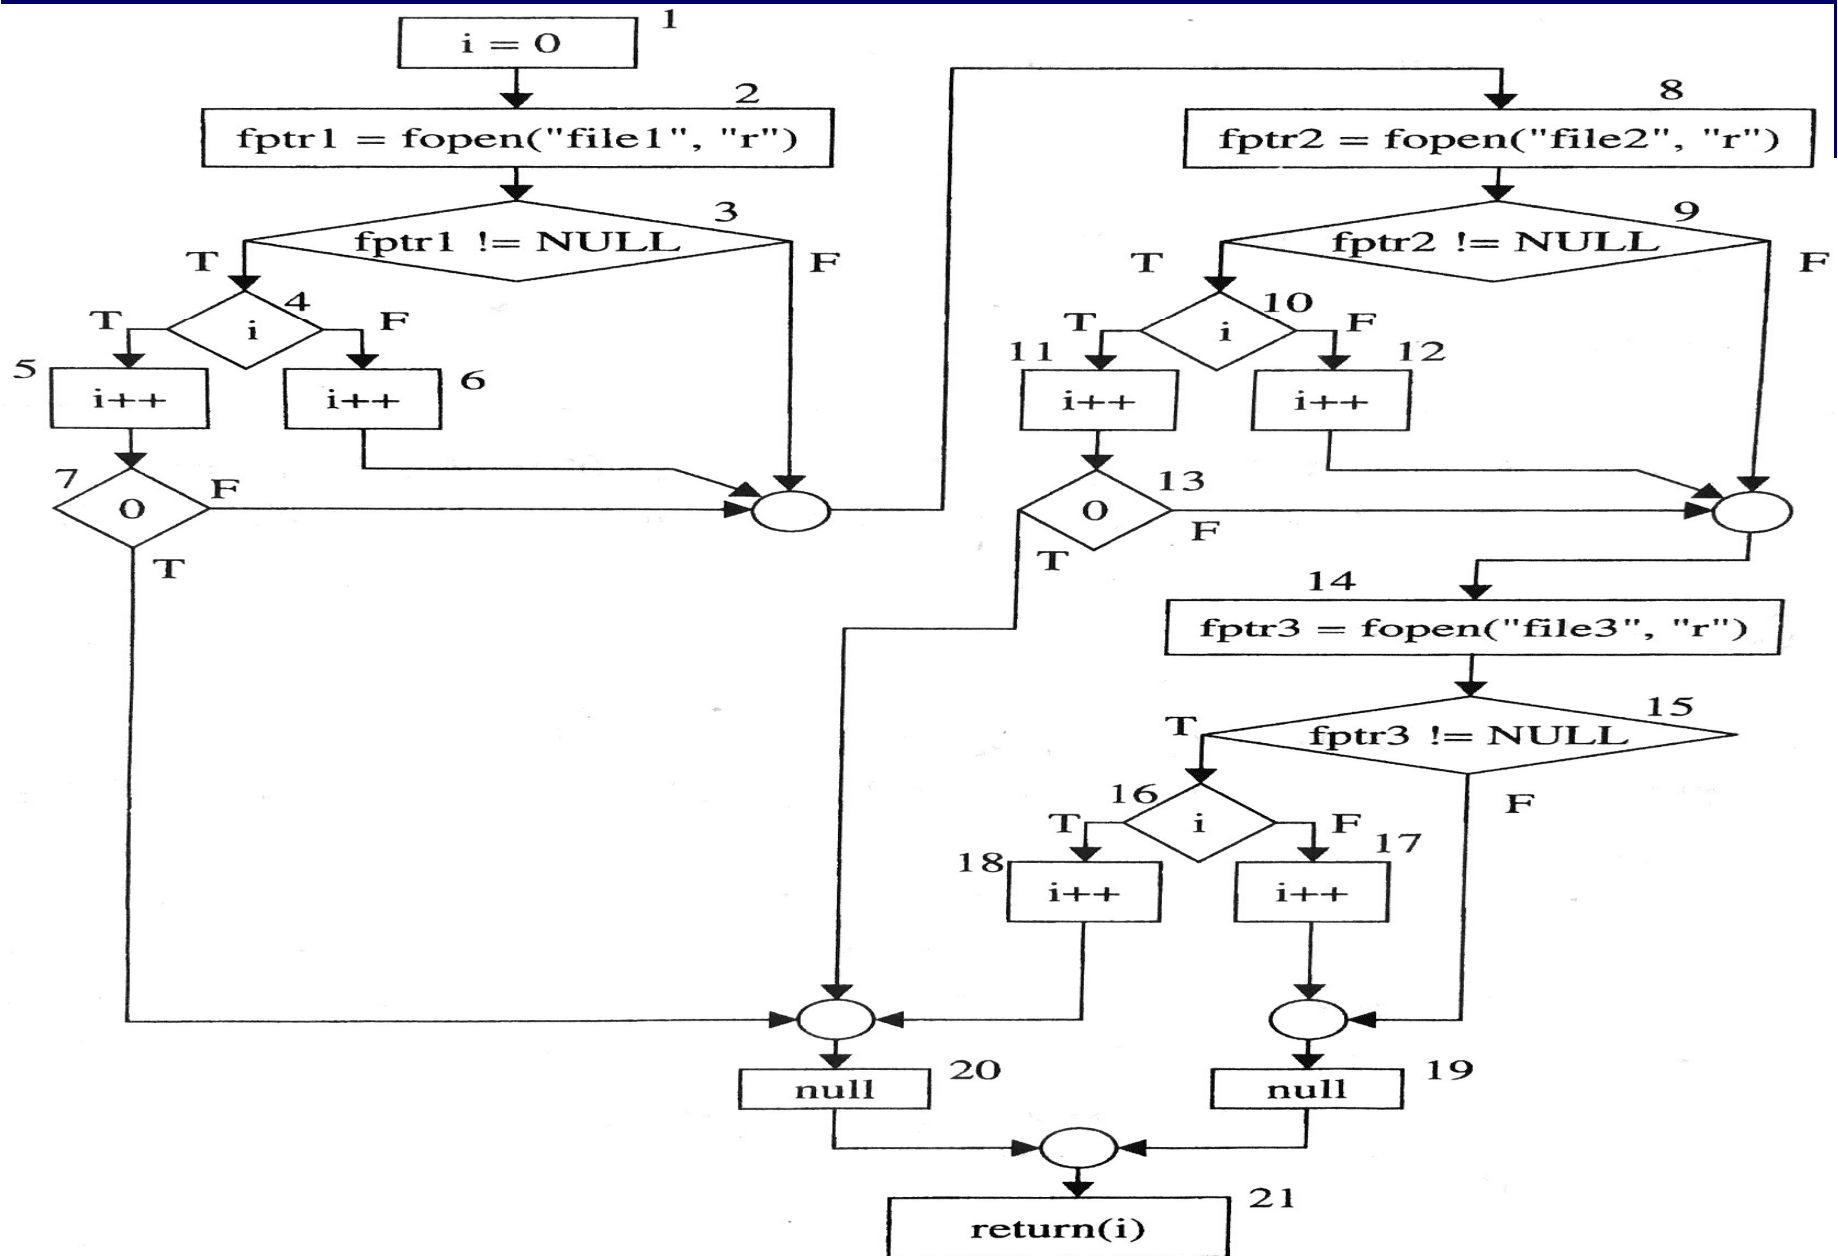 1
i = 0
2
fptr1 = fopen("file1", "r")
3
fptr1 != NULL
T
F
4
T
i
F
5
i++
i++
6
7
0
F
T
8
fptr2 = fopen("file2", "r")
9
fptr2 != NULL
T
F
10
T
i
F
11
12
i++
i++
13
0
F
T
14
fptr3 = fopen("file3", "r")
15
T
fptr3 != NULL
F
16
T
i
F
17
18
i++
i++
20
null
19
null
21
return(i)